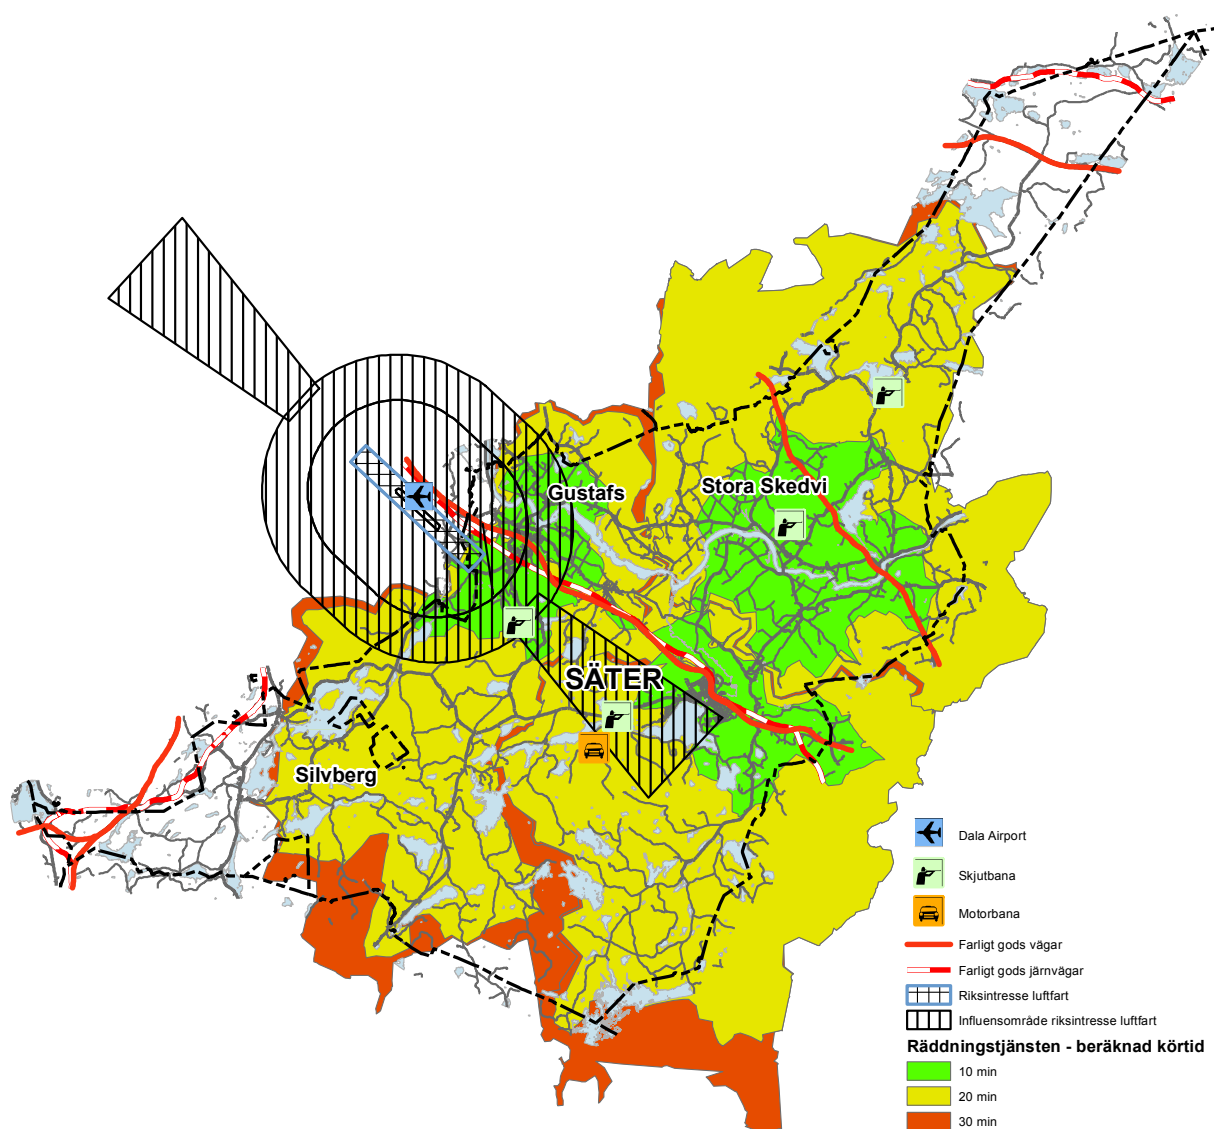 Gustafs
Stora Skedvi
SÄTER
Silvberg
Dala Airport
Skjutbana
Motorbana
Farligt gods vägar
Farligt gods järnvägar
Riksintresse luftfart
Influensområde riksintresse luftfart
Räddningstjänsten - beräknad körtid
10 min
20 min
30 min